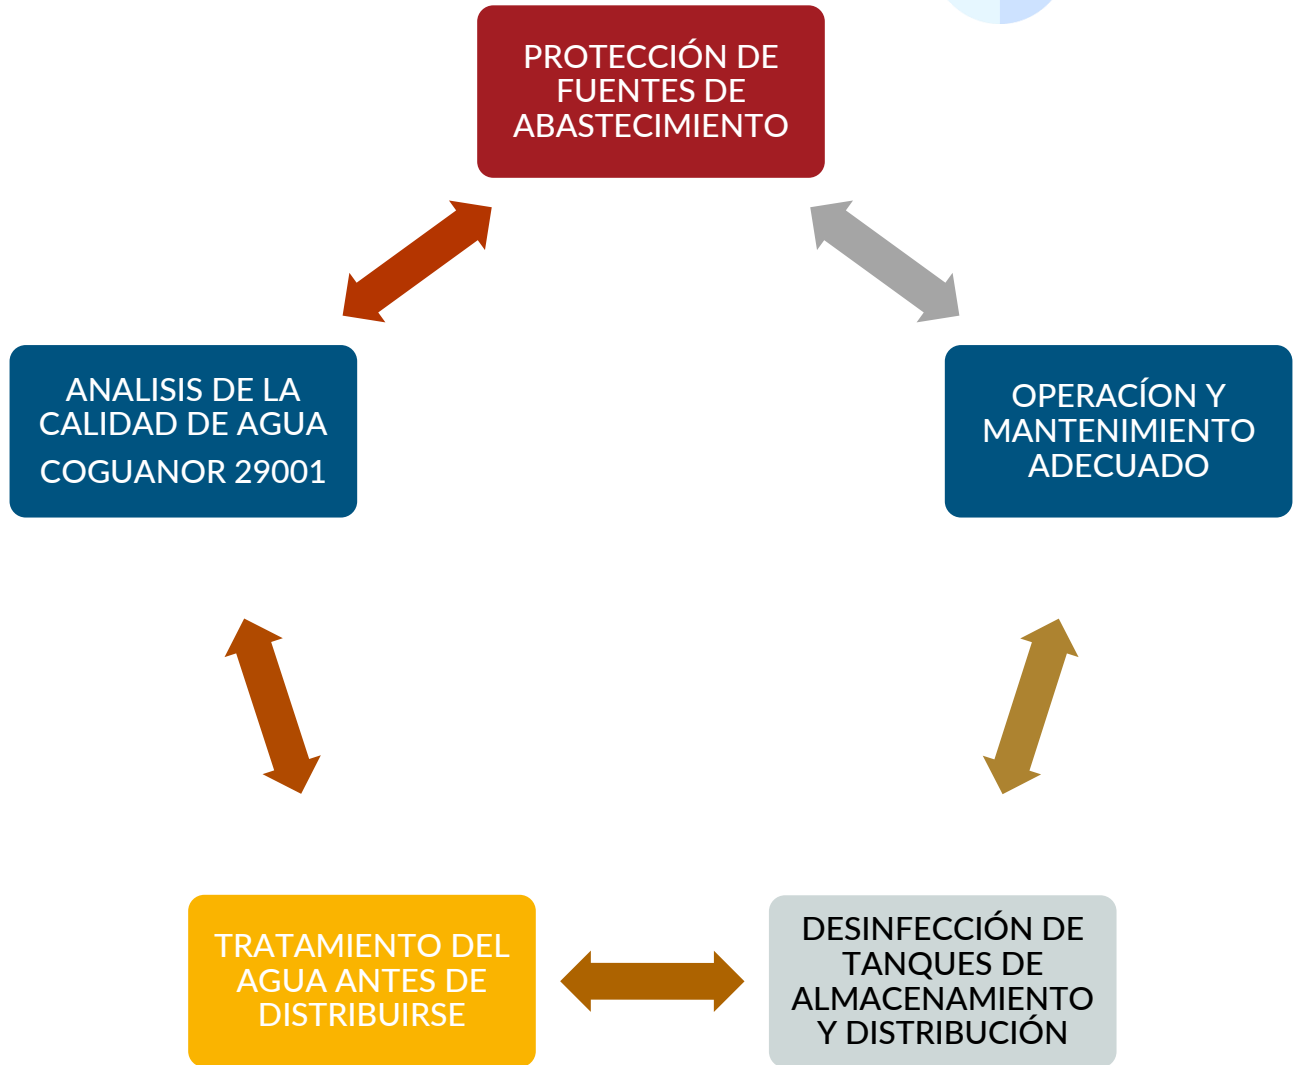 PROTECCIÓN DE
FUENTES DE
ABASTECIMIENTO
ANALISIS DE LA
CALIDAD DE AGUA
COGUANOR 29001
OPERACÍON Y
MANTENIMIENTO
ADECUADO
TRATAMIENTO DEL
AGUA ANTES DE
DISTRIBUIRSE
DESINFECCIÓN DE
TANQUES DE
ALMACENAMIENTO
Y DISTRIBUCIÓN